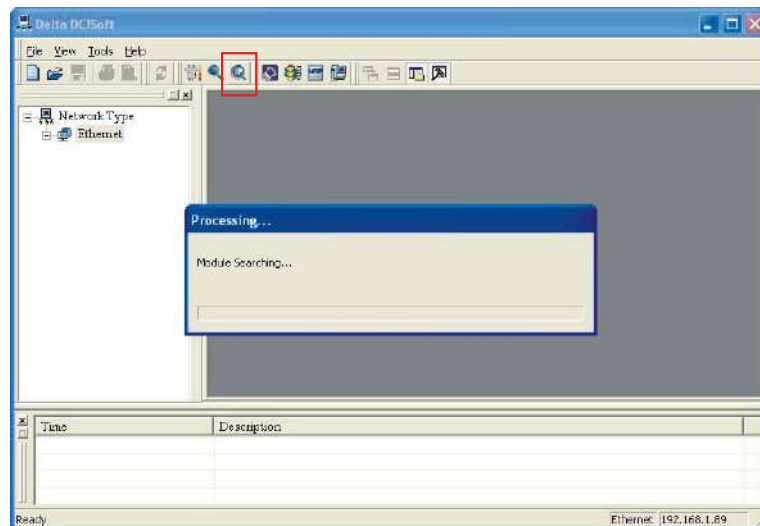 Delta DCISoft
File View Tools Help
Network Type
Ethernet
Processing...
Module Searching...
Time Description
Ready Ethernet 192.168.1.89